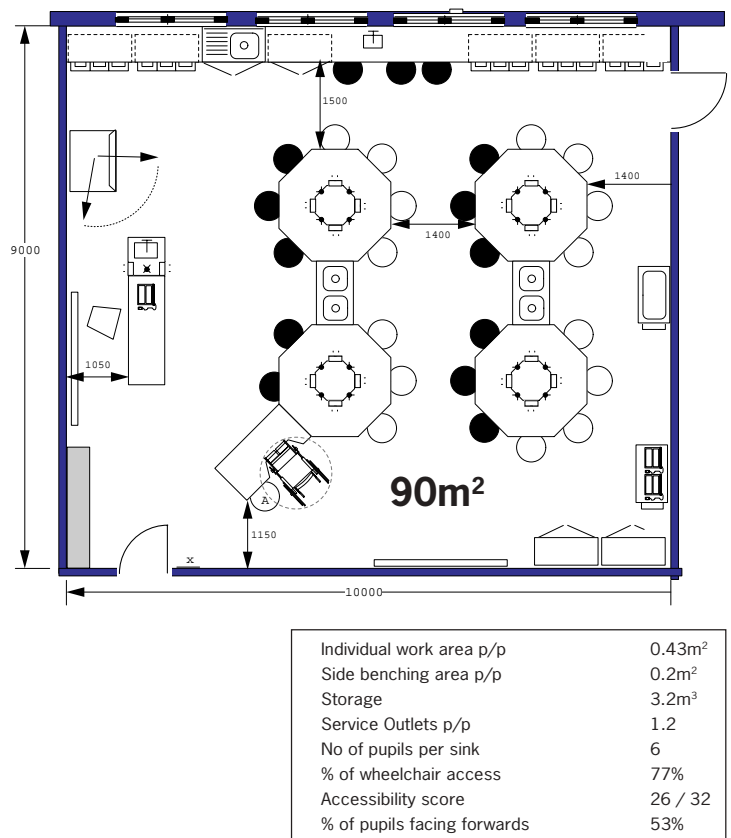 1500
1400
9000
1400
1050
90m²
A
1150
x
10000
Individual work area p/p 0.43m²
Side benching area p/p 0.2m²
Storage 3.2m³
Service Outlets p/p 1.2
No of pupils per sink 6
% of wheelchair access 77%
Accessibility score 26 / 32
% of pupils facing forwards 53%